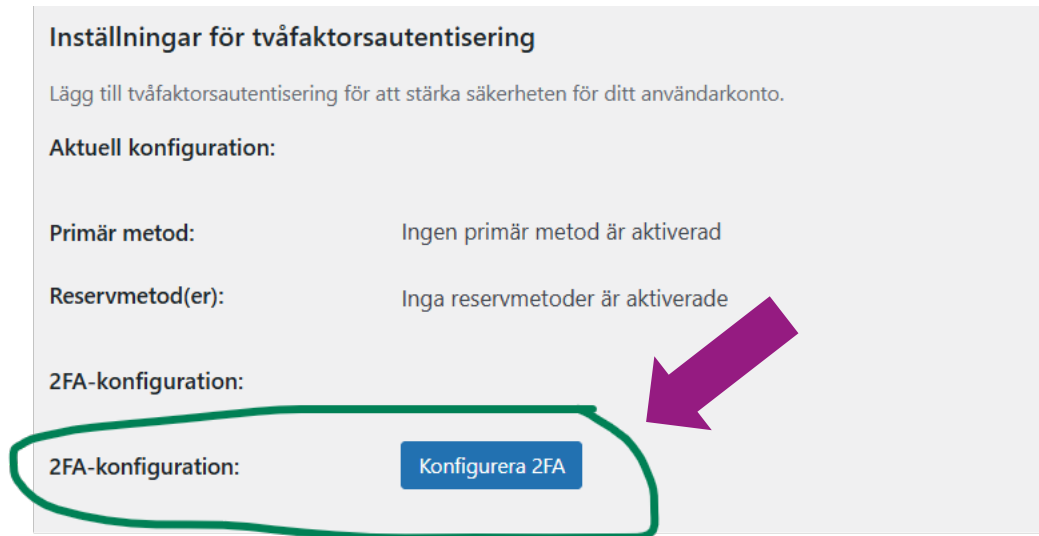 Inställningar för tvåfaktorsautentisering
Lägg till tvåfaktorsautentisering för att stärka säkerheten för ditt användarkonto.
Aktuell konfiguration:
Primär metod: Ingen primär metod är aktiverad
Reservmetod(er): Inga reservmetoder är aktiverade
2FA-konfiguration:
2FA-konfiguration: Konfigurera 2FA